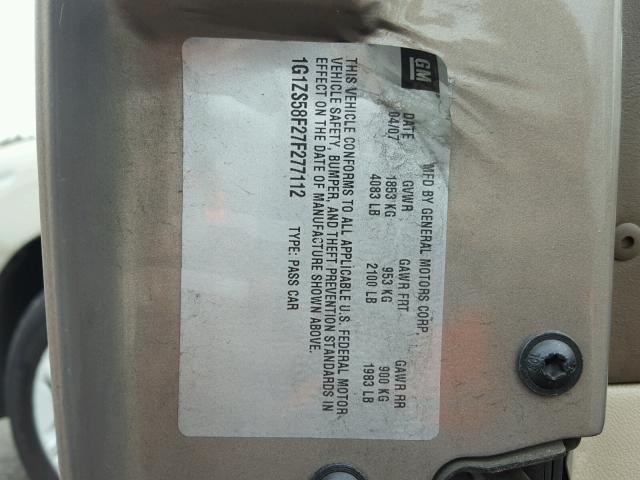 GM
MFD BY GENERAL MOTORS CORP.
DATE GVWR GAWR FRT GAWR RR
04/07 1853 KG 953 KG 900 KG
4083 LB 2100 LB 1983 LB
THIS VEHICLE CONFORMS TO ALL APPLICABLE U.S. FEDERAL MOTOR
VEHICLE SAFETY, BUMPER, AND THEFT PREVENTION STANDARDS IN
EFFECT ON THE DATE OF MANUFACTURE SHOWN ABOVE.
1G1ZS58F27F277112 TYPE: PASS CAR